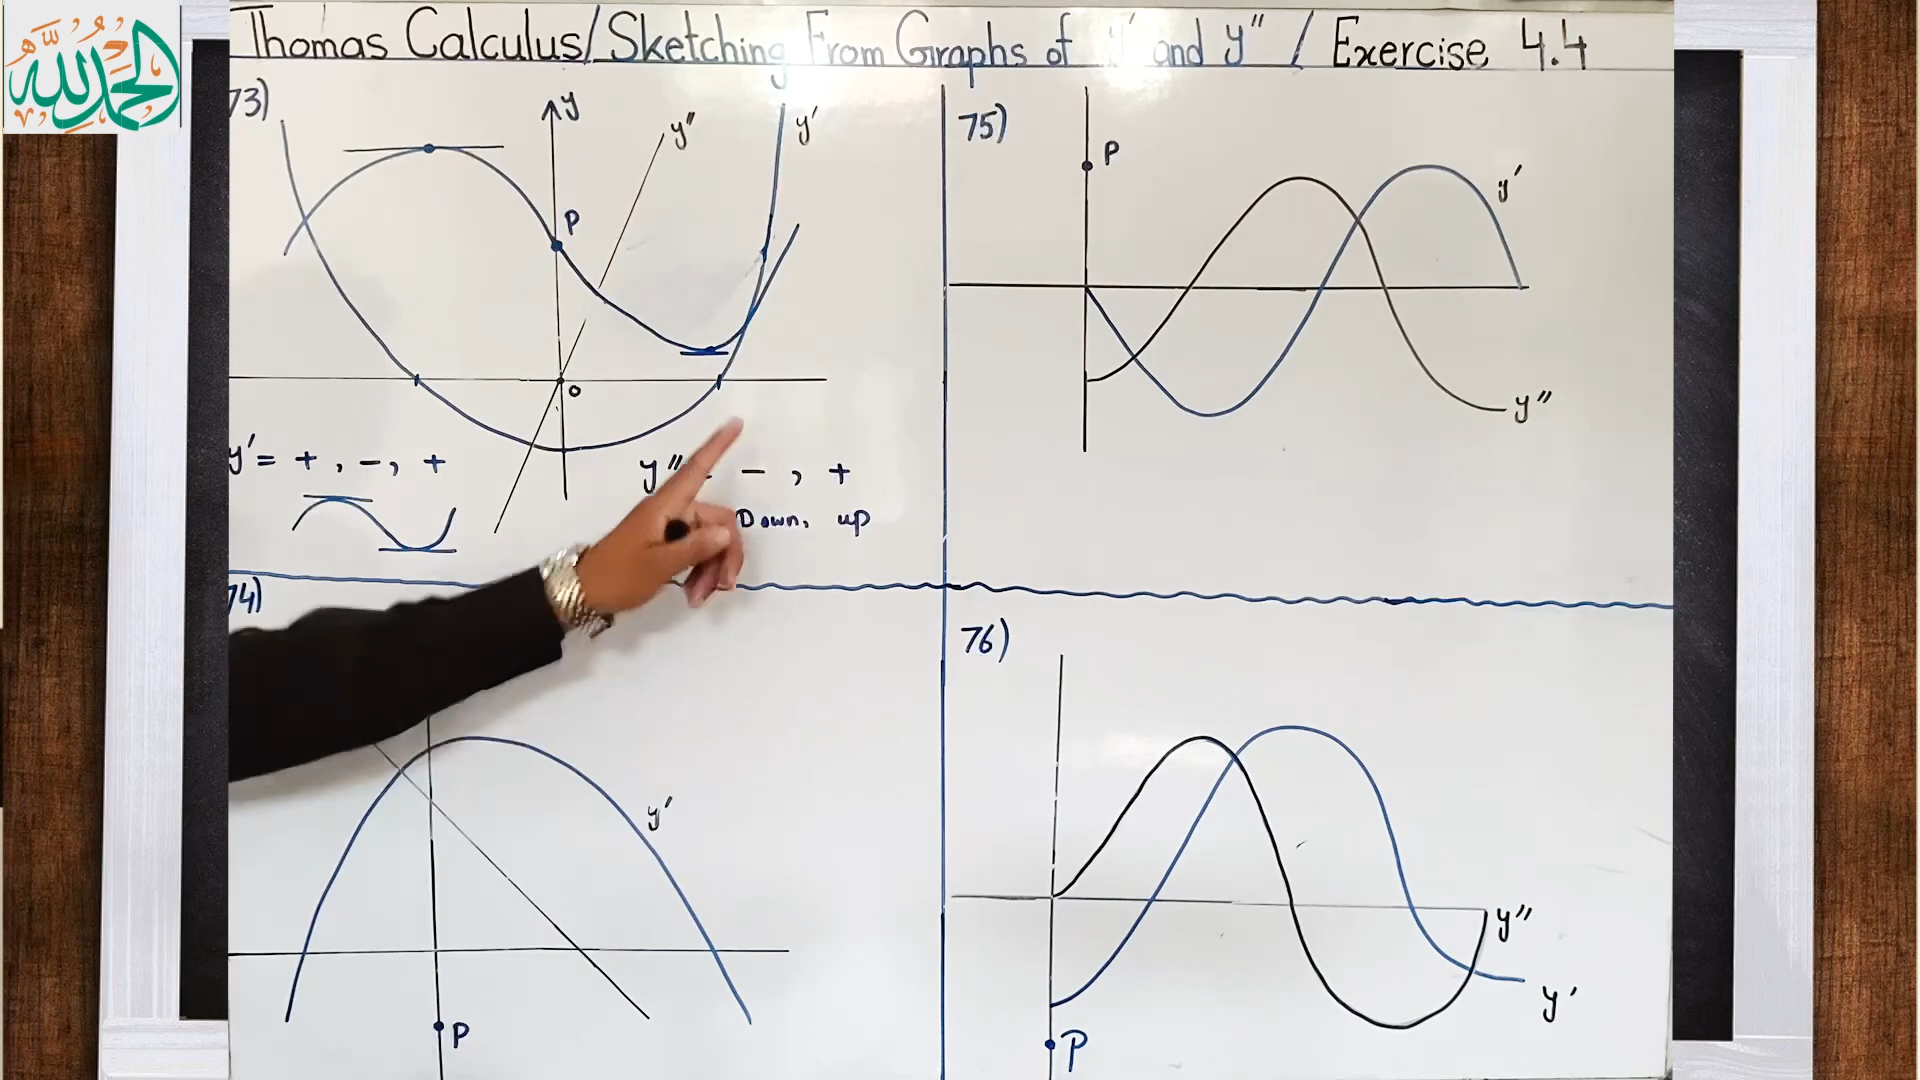 الحمد لله
Thomas Calculus/Sketching From Graphs of y' and y" / Exercise 4.4
73)
y
y"
y'
P
o
y' = + , - , +
y" - , +
Down, up
75)
P
y'
y"
74)
y'
P
76)
y"
y'
P